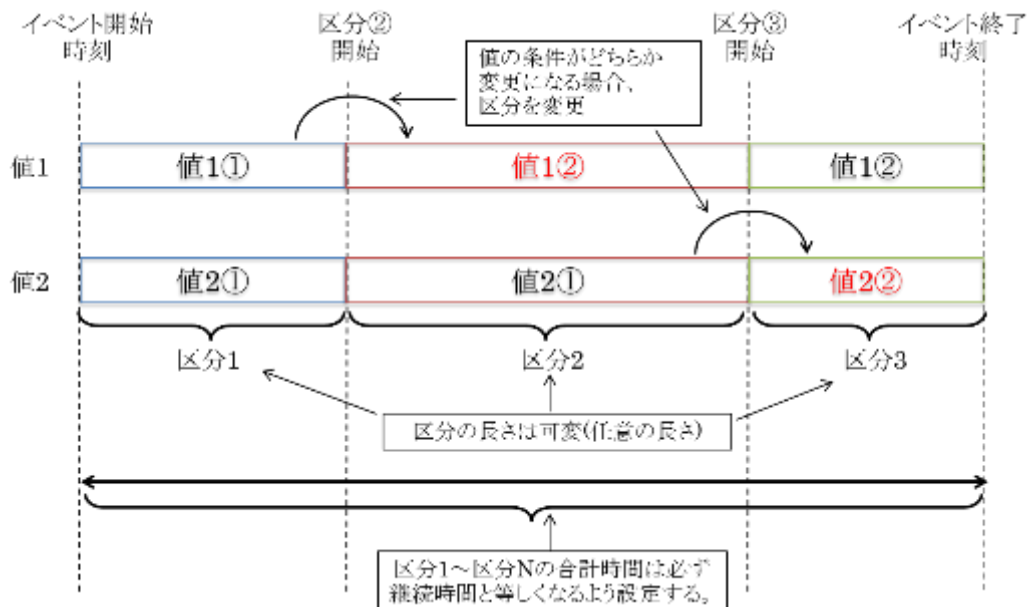 イベント開始
時刻
区分②
開始
区分③
開始
イベント終了
時刻
値の条件がどちらか
変更になる場合、
区分を変更
値1
値1①
値1②
値1②
値2
値2①
値2①
値2②
区分1
区分2
区分3
区分の長さは可変(任意の長さ)
区分1～区分Nの合計時間は必ず
継続時間と等しくなるよう設定する。